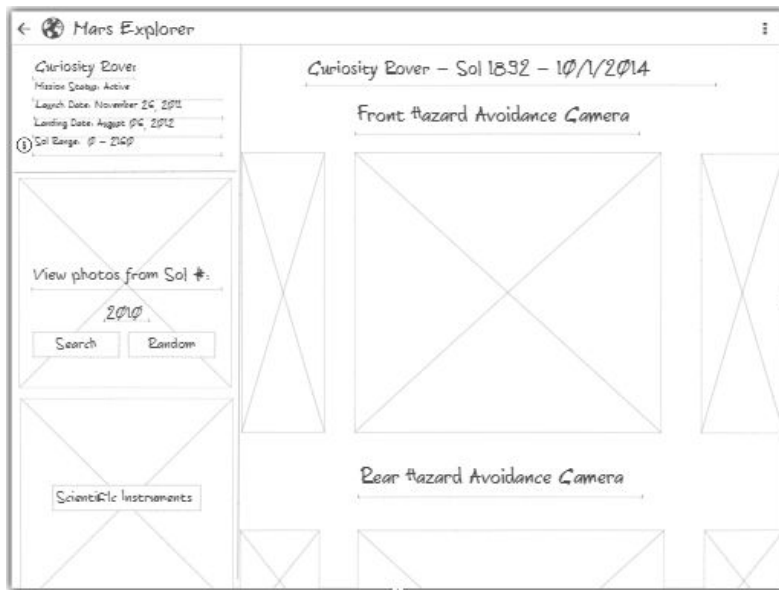 Mars Explorer
Curiosity Rover
Mission Status: Active
Launch Date: November 26, 2011
Landing Date: August 06, 2012
Sol Range: 0 – 2160
View photos from Sol #:
2010
Search
Random
Scientific Instruments
Curiosity Rover – Sol 1892 – 10/1/2014
Front Hazard Avoidance Camera
Rear Hazard Avoidance Camera